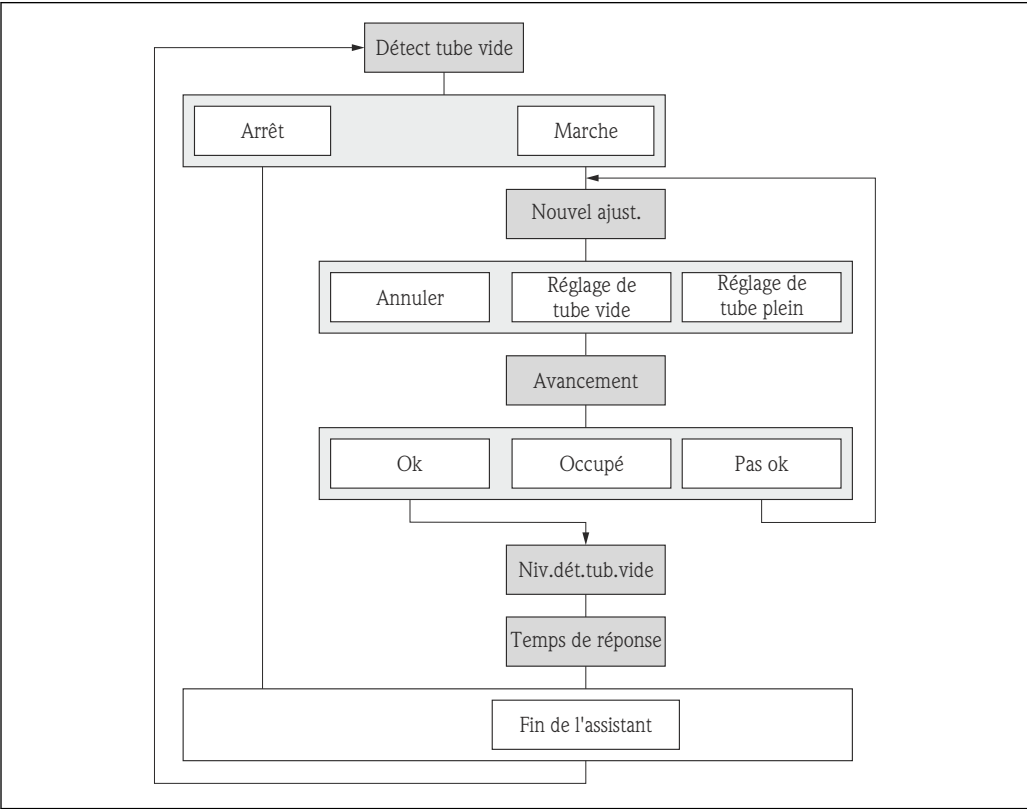 Détect tube vide
Arrêt
Marche
Nouvel ajust.
Annuler
Réglage de
tube vide
Réglage de
tube plein
Avancement
Ok
Occupé
Pas ok
Niv.dét.tub.vide
Temps de réponse
Fin de l'assistant